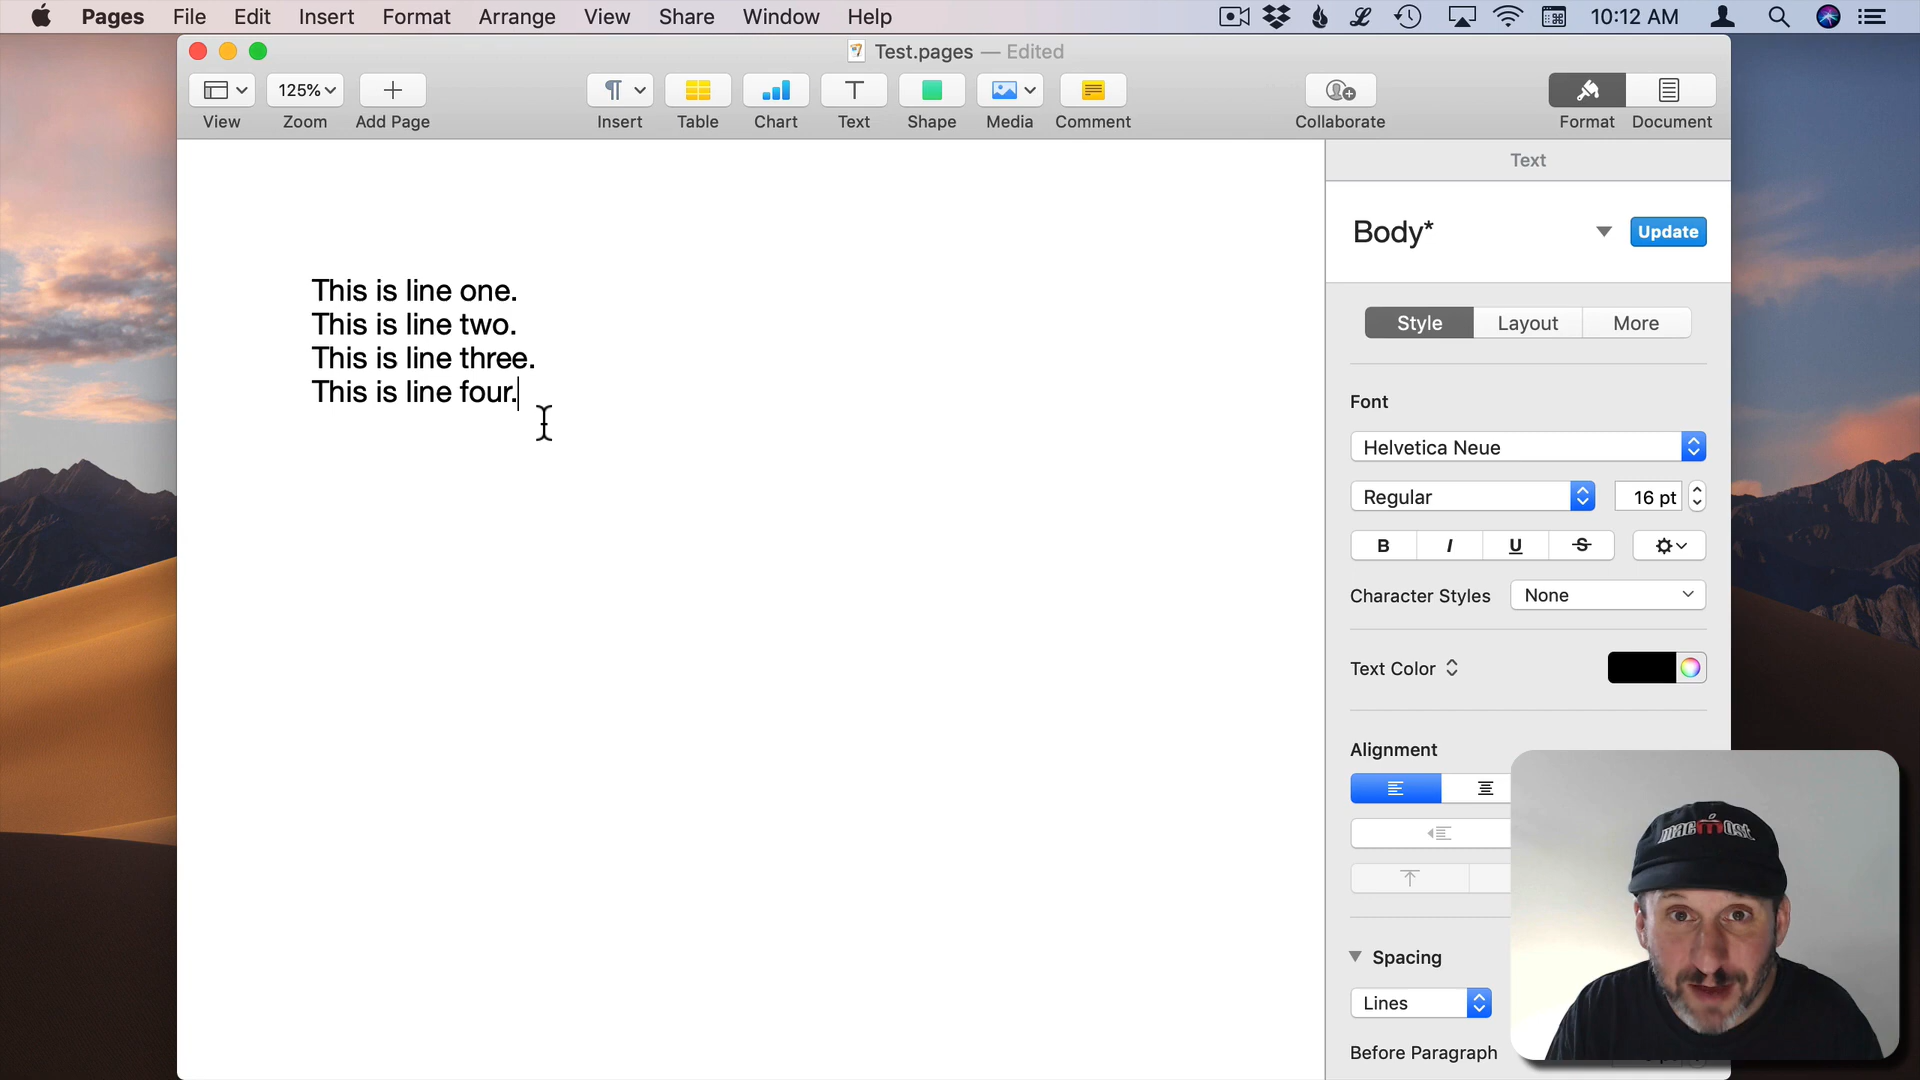 Pages File Edit Insert Format Arrange View Share Window Help 10:12 AM
Test.pages — Edited
125%
View Zoom Add Page Insert Table Chart Text Shape Media Comment Collaborate Format Document
Text
Body* Update
This is line one.
This is line two.
This is line three.
This is line four.
Style Layout More
Font
Helvetica Neue
Regular 16 pt
B I U S
Character Styles None
Text Color
Alignment
macmost
Spacing
Lines
Before Paragraph